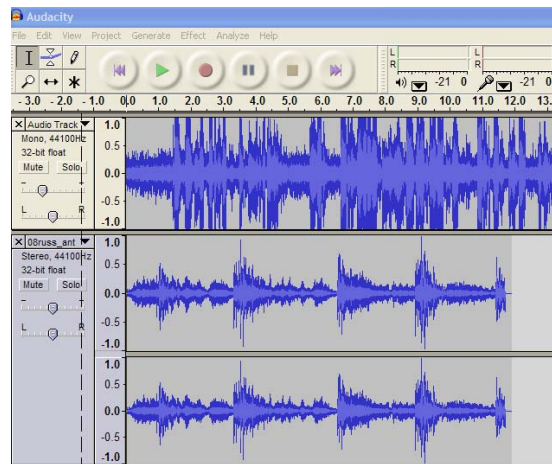 Audacity
File Edit View Project Generate Effect Analyze Help
L
R
L
R
-21 0
-21 0
- 3.0 - 2.0 - 1.0 0.0 1.0 2.0 3.0 4.0 5.0 6.0 7.0 8.0 9.0 10.0 11.0 12.0 13.
X Audio Track
Mono, 44100Hz
32-bit float
Mute Solo
- +
L R
1.0
0.5
0.0
-0.5
-1.0
X 08russ_ant
Stereo, 44100Hz
32-bit float
Mute Solo
- +
L R
1.0
0.5
0.0
-0.5
-1.0
1.0
0.5
0.0
-0.5
-1.0